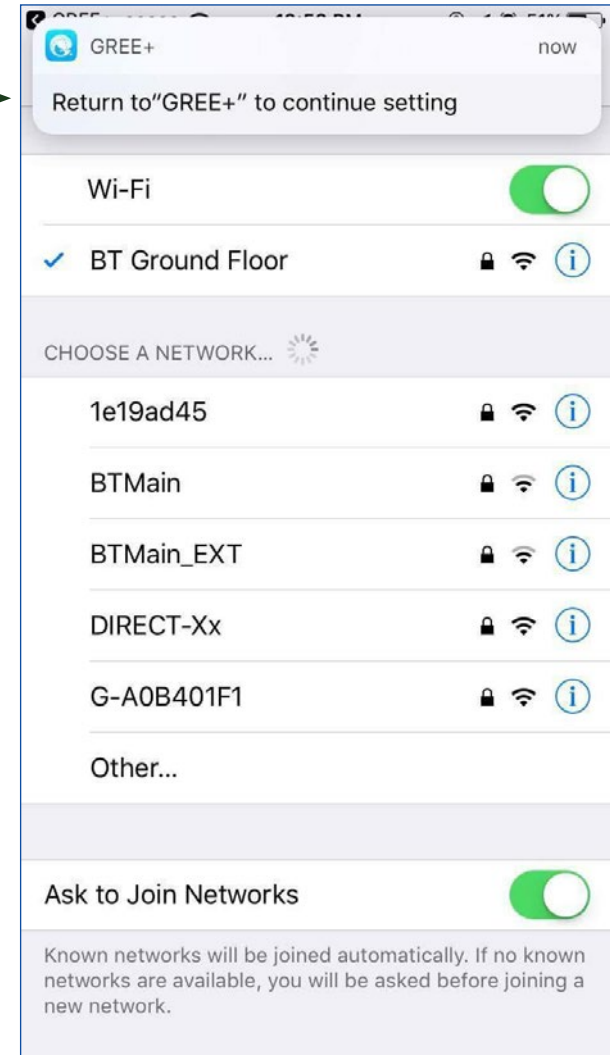 GREE+ now
Return to“GREE+” to continue setting
Wi-Fi
BT Ground Floor
CHOOSE A NETWORK...
1e19ad45
BTMain
BTMain_EXT
DIRECT-Xx
G-A0B401F1
Other...
Ask to Join Networks
Known networks will be joined automatically. If no known
networks are available, you will be asked before joining a
new network.